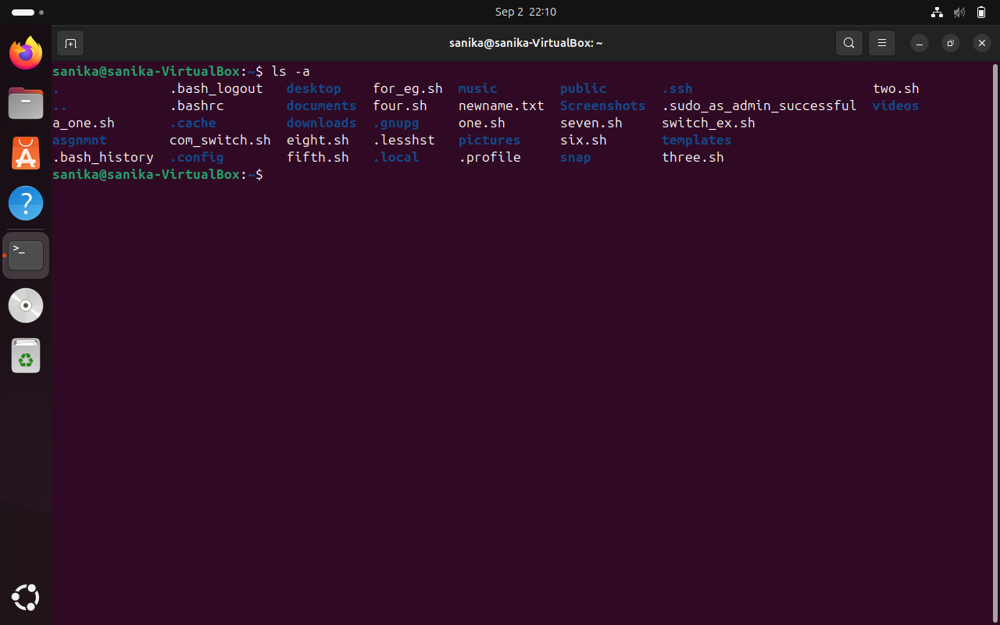 Sep 2 22:10
sanika@sanika-VirtualBox: ~
sanika@sanika-VirtualBox:~$ ls -a
. .bash_logout desktop for_eg.sh music public .ssh two.sh
.. .bashrc documents four.sh newname.txt Screenshots .sudo_as_admin_successful videos
a_one.sh .cache downloads .gnupg one.sh seven.sh switch_ex.sh
asgnmnt com_switch.sh eight.sh .lesshst pictures six.sh templates
.bash_history .config fifth.sh .local .profile snap three.sh
sanika@sanika-VirtualBox:~$